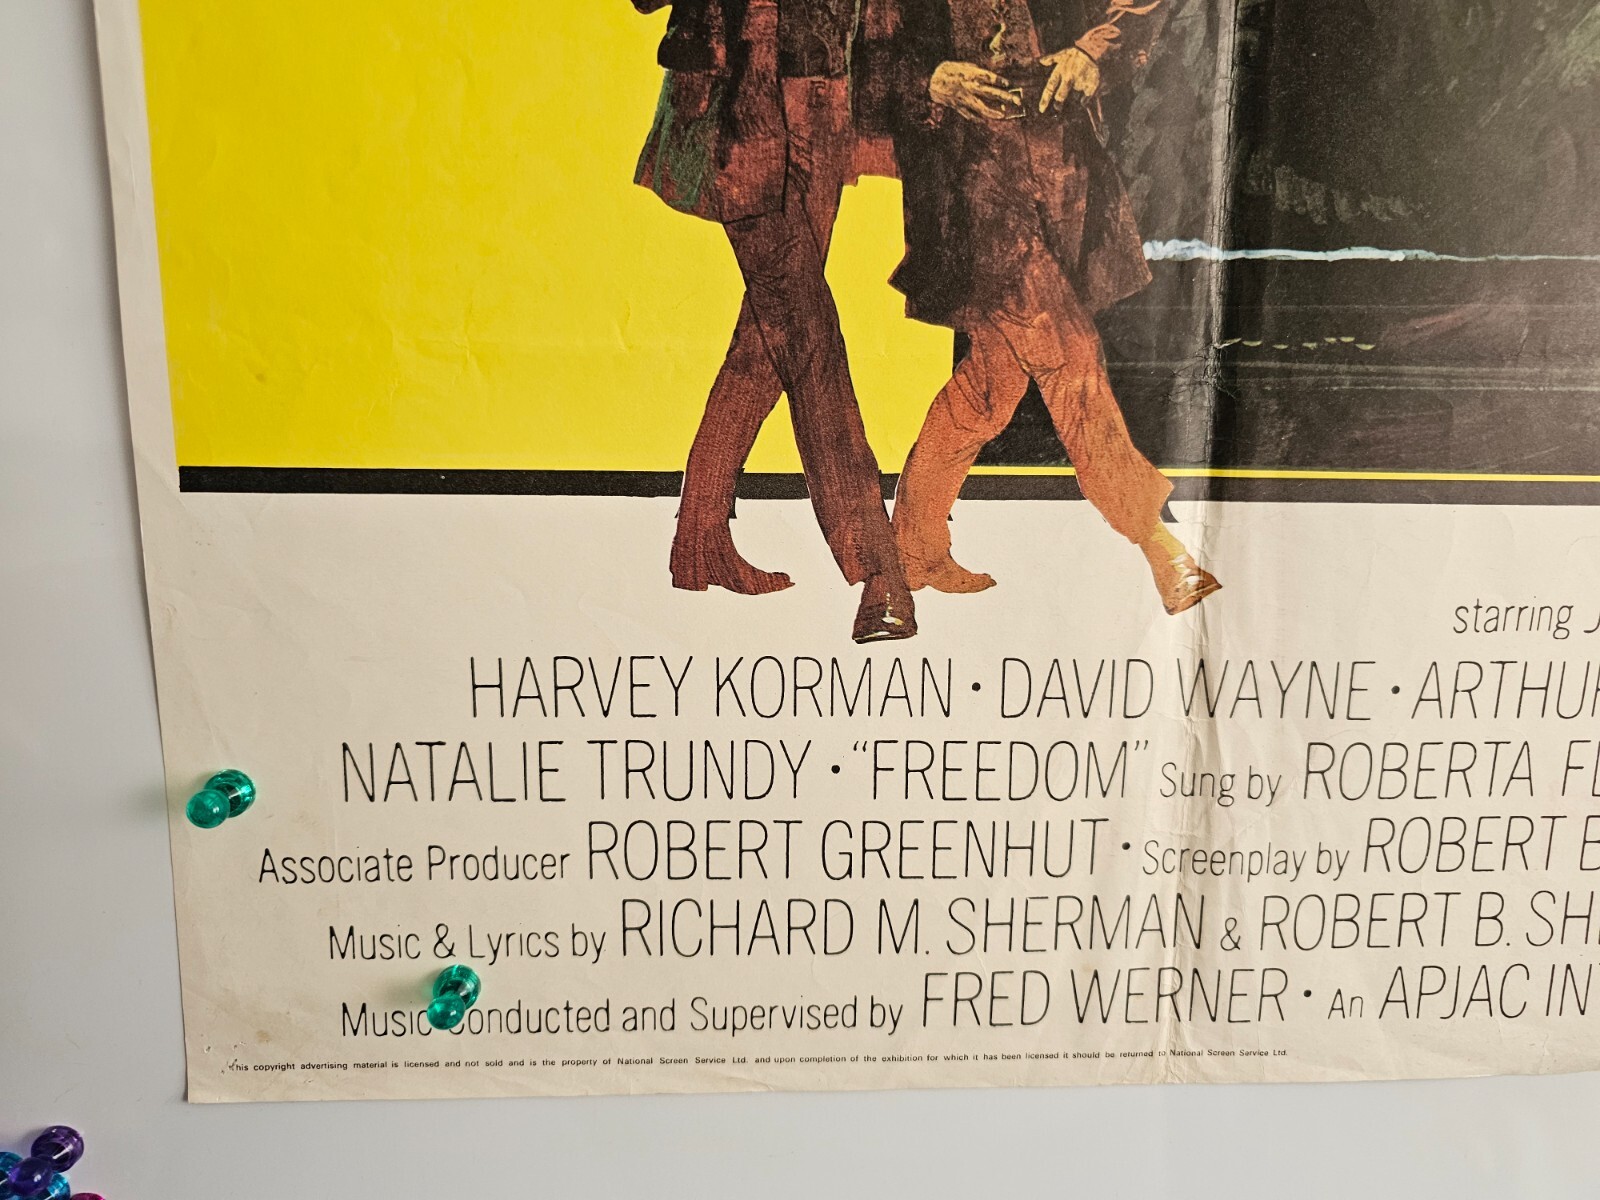 starring J
HARVEY KORMAN · DAVID WAYNE · ARTHUR
NATALIE TRUNDY · "FREEDOM" Sung by ROBERTA FL
Associate Producer ROBERT GREENHUT · Screenplay by ROBERT B
Music & Lyrics by RICHARD M. SHERMAN & ROBERT B. SHE
Music Conducted and Supervised by FRED WERNER · An APJAC INT
This copyright advertising material is licensed and not sold and is the property of National Screen Service Ltd. and upon completion of the exhibition for which it has been licensed it should be returned to National Screen Service Ltd.